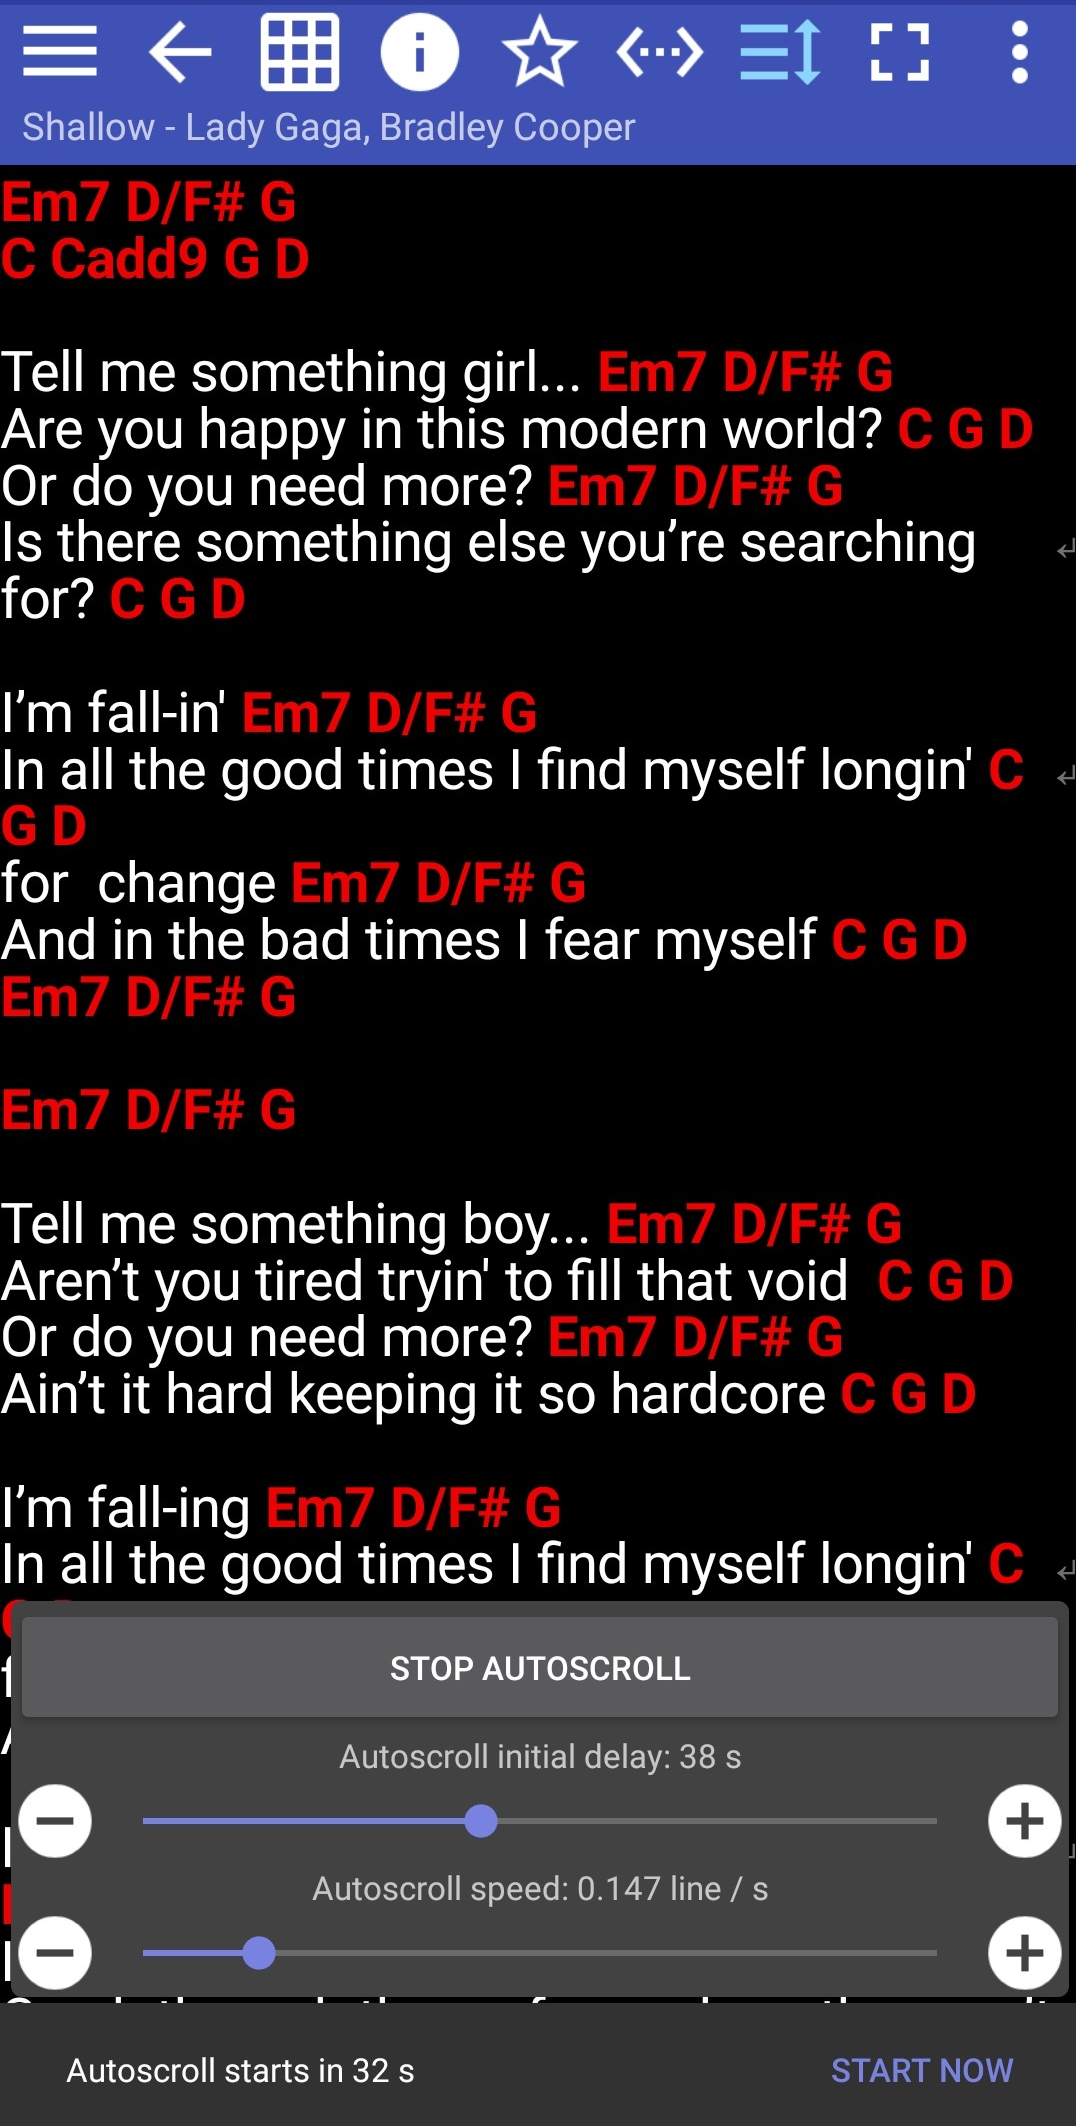 Shallow - Lady Gaga, Bradley Cooper
Em7 D/F# G
C Cadd9 G D
Tell me something girl... Em7 D/F# G
Are you happy in this modern world? C G D
Or do you need more? Em7 D/F# G
Is there something else you’re searching
for? C G D
I’m fall-in' Em7 D/F# G
In all the good times I find myself longin' C
G D
for  change Em7 D/F# G
And in the bad times I fear myself C G D
Em7 D/F# G
Em7 D/F# G
Tell me something boy... Em7 D/F# G
Aren’t you tired tryin' to fill that void  C G D
Or do you need more? Em7 D/F# G
Ain’t it hard keeping it so hardcore C G D
I’m fall-ing Em7 D/F# G
In all the good times I find myself longin' C
STOP AUTOSCROLL
Autoscroll initial delay: 38 s
Autoscroll speed: 0.147 line / s
Autoscroll starts in 32 s
START NOW